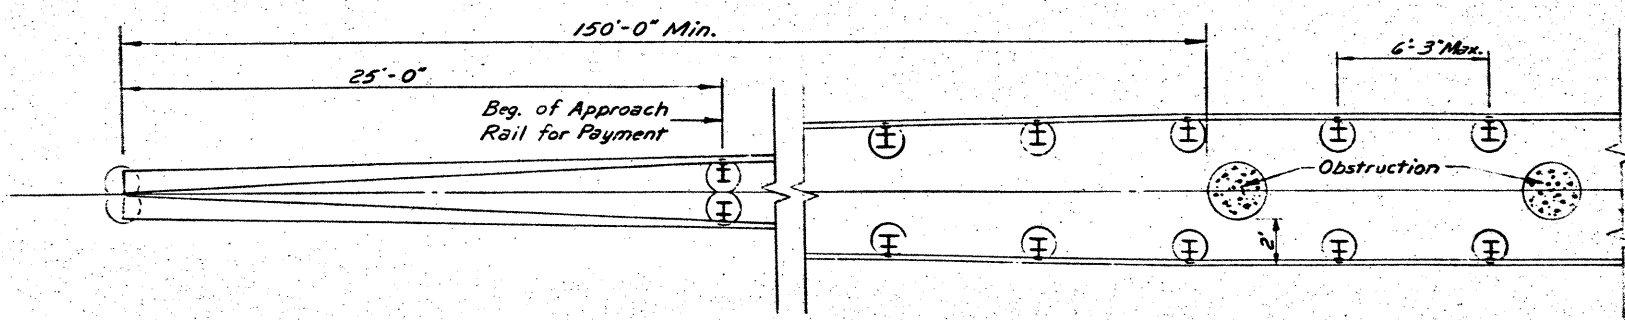 150'-0" Min.
6'-3" Max.
25'-0"
Beg. of Approach
Rail for Payment
Obstruction
2'